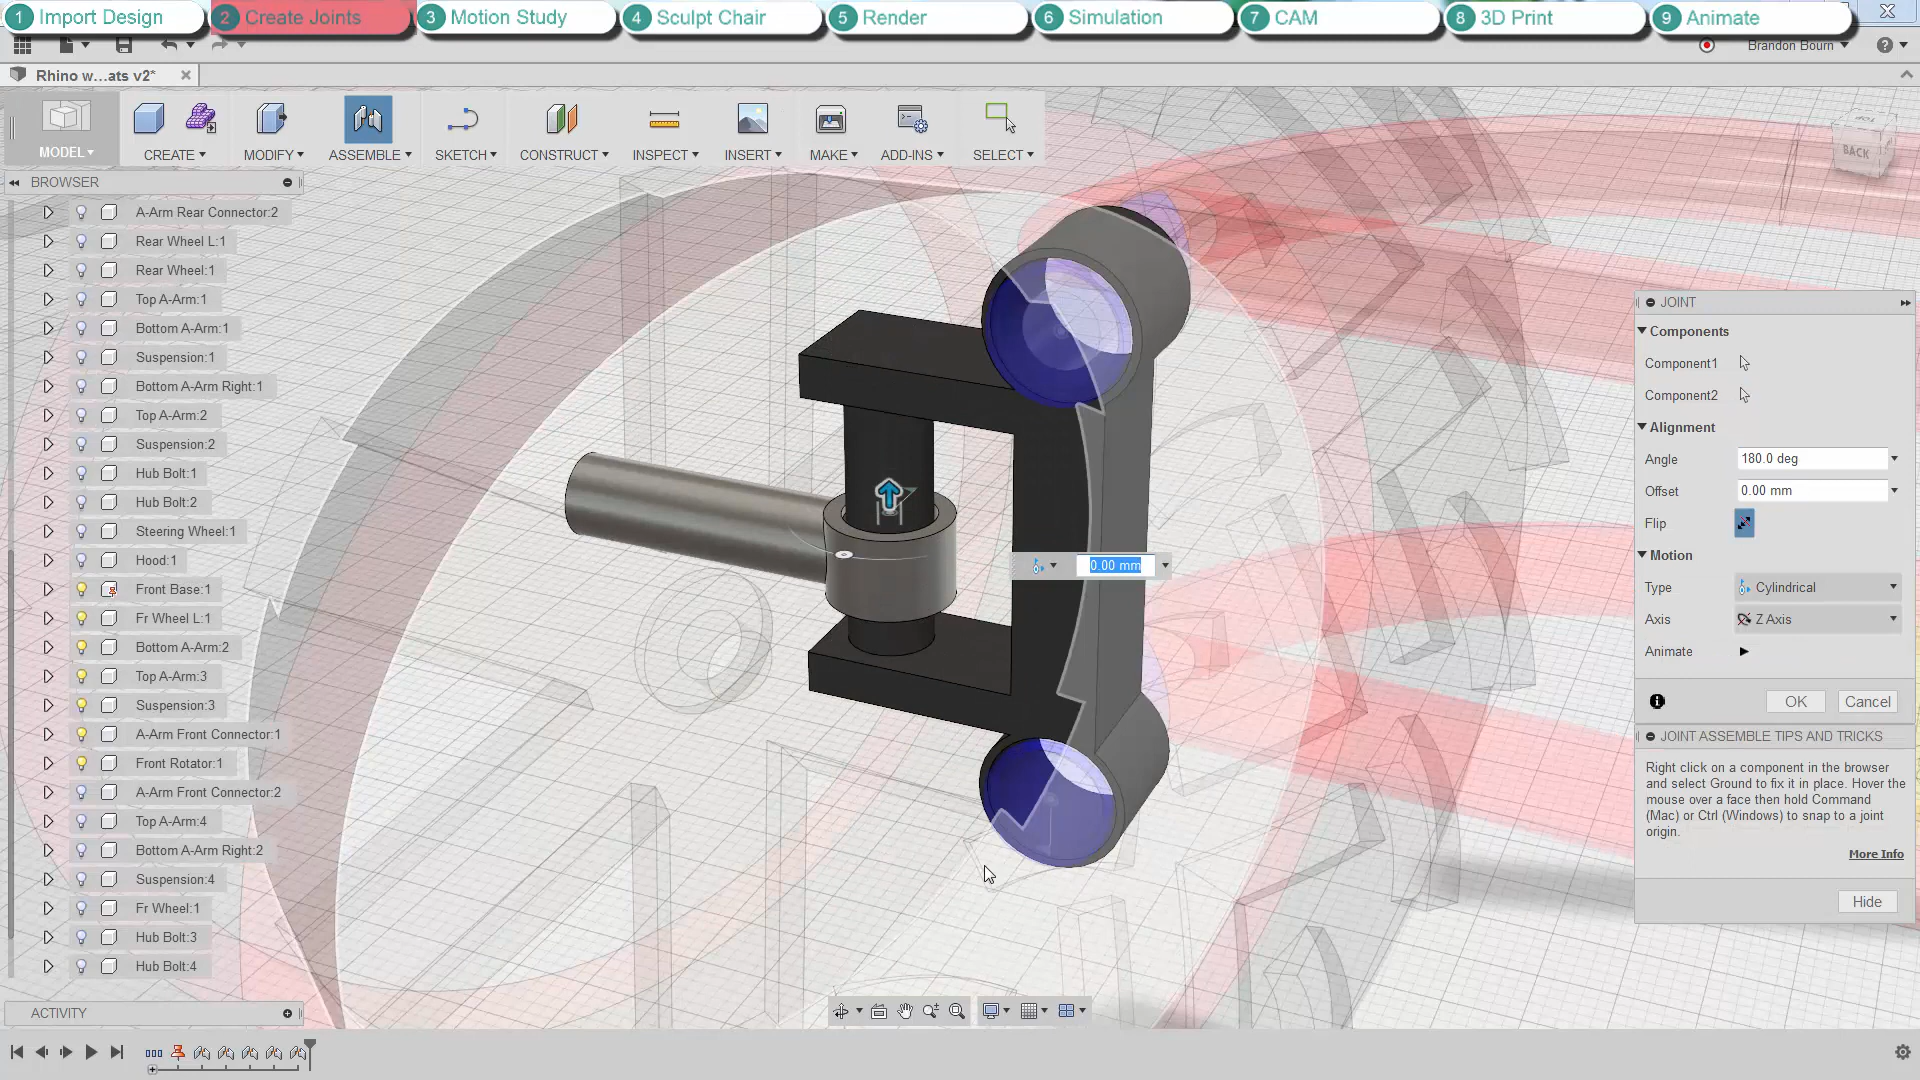 1 Import Design
2 Create Joints
3 Motion Study
4 Sculpt Chair
5 Render
6 Simulation
7 CAM
8 3D Print
9 Animate
Brandon Bourn
Rhino w...ats v2*
MODEL
CREATE
MODIFY
ASSEMBLE
SKETCH
CONSTRUCT
INSPECT
INSERT
MAKE
ADD-INS
SELECT
BACK
BROWSER
A-Arm Rear Connector:2
Rear Wheel L:1
Rear Wheel:1
Top A-Arm:1
Bottom A-Arm:1
Suspension:1
Bottom A-Arm Right:1
Top A-Arm:2
Suspension:2
Hub Bolt:1
Hub Bolt:2
Steering Wheel:1
Hood:1
Front Base:1
Fr Wheel L:1
Bottom A-Arm:2
Top A-Arm:3
Suspension:3
A-Arm Front Connector:1
Front Rotator:1
A-Arm Front Connector:2
Top A-Arm:4
Bottom A-Arm Right:2
Suspension:4
Fr Wheel:1
Hub Bolt:3
Hub Bolt:4
ACTIVITY
0.00 mm
JOINT
Components
Component1
Component2
Alignment
Angle 180.0 deg
Offset 0.00 mm
Flip
Motion
Type Cylindrical
Axis Z Axis
Animate
OK Cancel
JOINT ASSEMBLE TIPS AND TRICKS
Right click on a component in the browser
and select Ground to fix it in place. Hover the
mouse over a face then hold Command
(Mac) or Ctrl (Windows) to snap to a joint
origin.
More Info
Hide